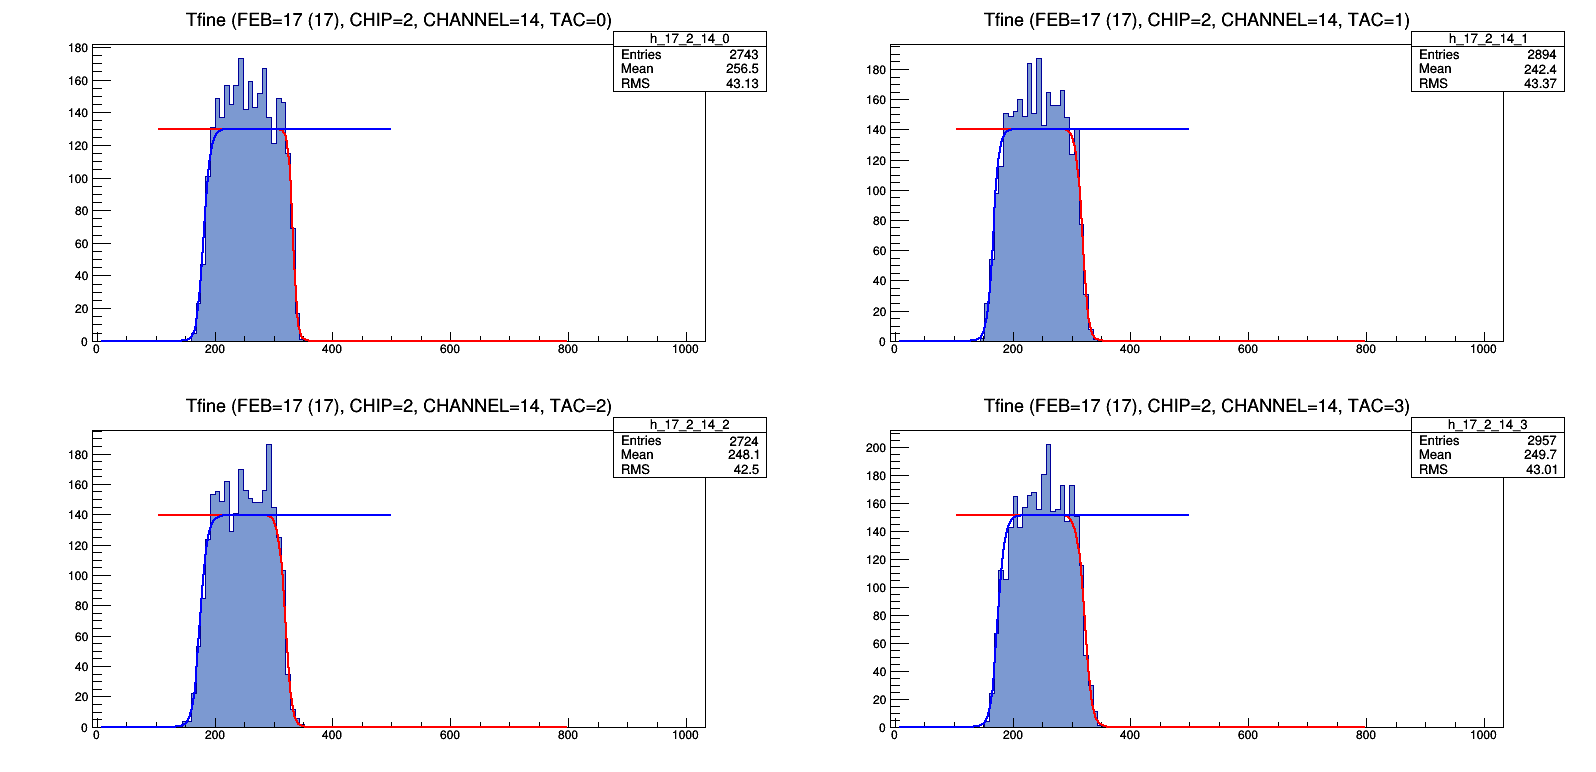 Tfine (FEB=17 (17), CHIP=2, CHANNEL=14, TAC=0)
h_17_2_14_0
Entries 2743
Mean 256.5
RMS 43.13
180
160
140
120
100
80
60
40
20
0
0 200 400 600 800 1000
Tfine (FEB=17 (17), CHIP=2, CHANNEL=14, TAC=1)
h_17_2_14_1
Entries 2894
Mean 242.4
RMS 43.37
180
160
140
120
100
80
60
40
20
0
0 200 400 600 800 1000
Tfine (FEB=17 (17), CHIP=2, CHANNEL=14, TAC=2)
h_17_2_14_2
Entries 2724
Mean 248.1
RMS 42.5
180
160
140
120
100
80
60
40
20
0
0 200 400 600 800 1000
Tfine (FEB=17 (17), CHIP=2, CHANNEL=14, TAC=3)
h_17_2_14_3
Entries 2957
Mean 249.7
RMS 43.01
200
180
160
140
120
100
80
60
40
20
0
0 200 400 600 800 1000